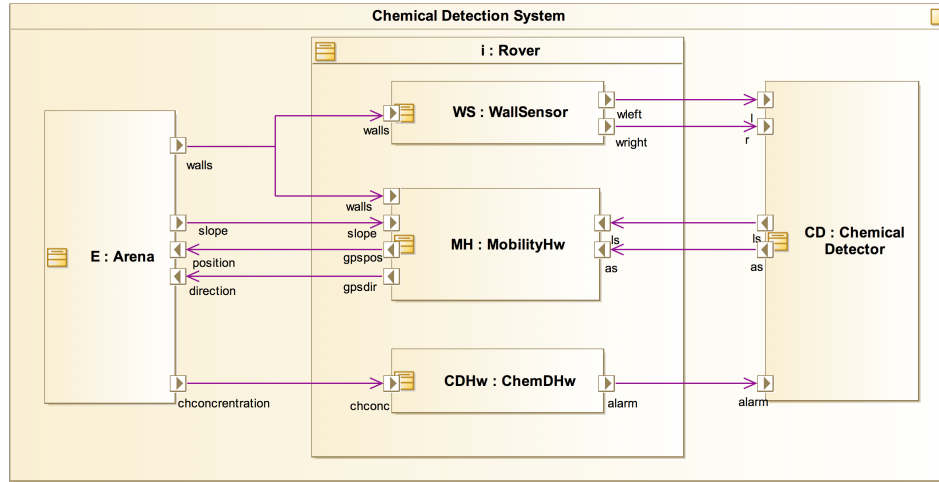 Chemical Detection System
i : Rover
WS : WallSensor
walls
wleft
l
wright
r
walls
walls
slope
slope
MH : MobilityHw
ls
ls
CD : Chemical
Detector
E : Arena
position
gpspos
as
as
direction
gpsdir
CDHw : ChemDHw
chconcrentration
chconc
alarm
alarm